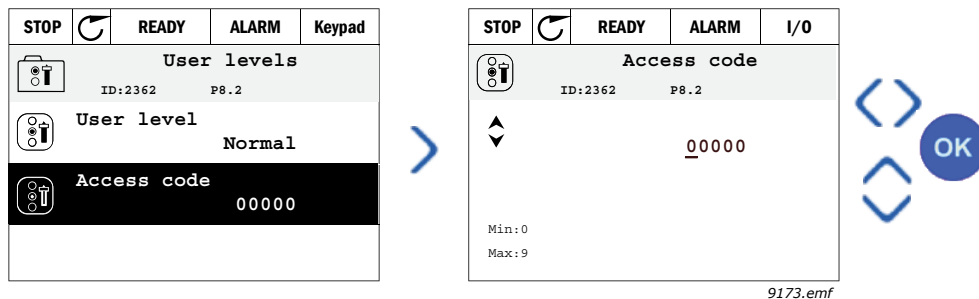 STOP READY ALARM Keypad
User levels
ID:2362 P8.2
User level
Normal
Access code
00000
STOP READY ALARM I/O
Access code
ID:2362 P8.2
00000
Min:0
Max:9
OK
9173.emf